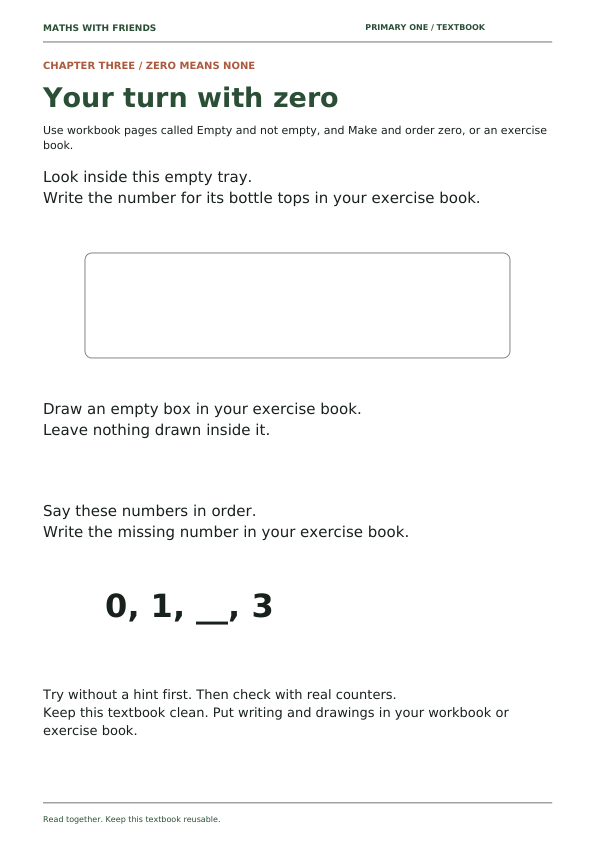 MATHS WITH FRIENDS
PRIMARY ONE / TEXTBOOK
CHAPTER THREE / ZERO MEANS NONE
Your turn with zero
Use workbook pages called Empty and not empty, and Make and order zero, or an exercise
book.
Look inside this empty tray.
Write the number for its bottle tops in your exercise book.
Draw an empty box in your exercise book.
Leave nothing drawn inside it.
Say these numbers in order.
Write the missing number in your exercise book.
0, 1, __, 3
Try without a hint first. Then check with real counters.
Keep this textbook clean. Put writing and drawings in your workbook or
exercise book.
Read together. Keep this textbook reusable.